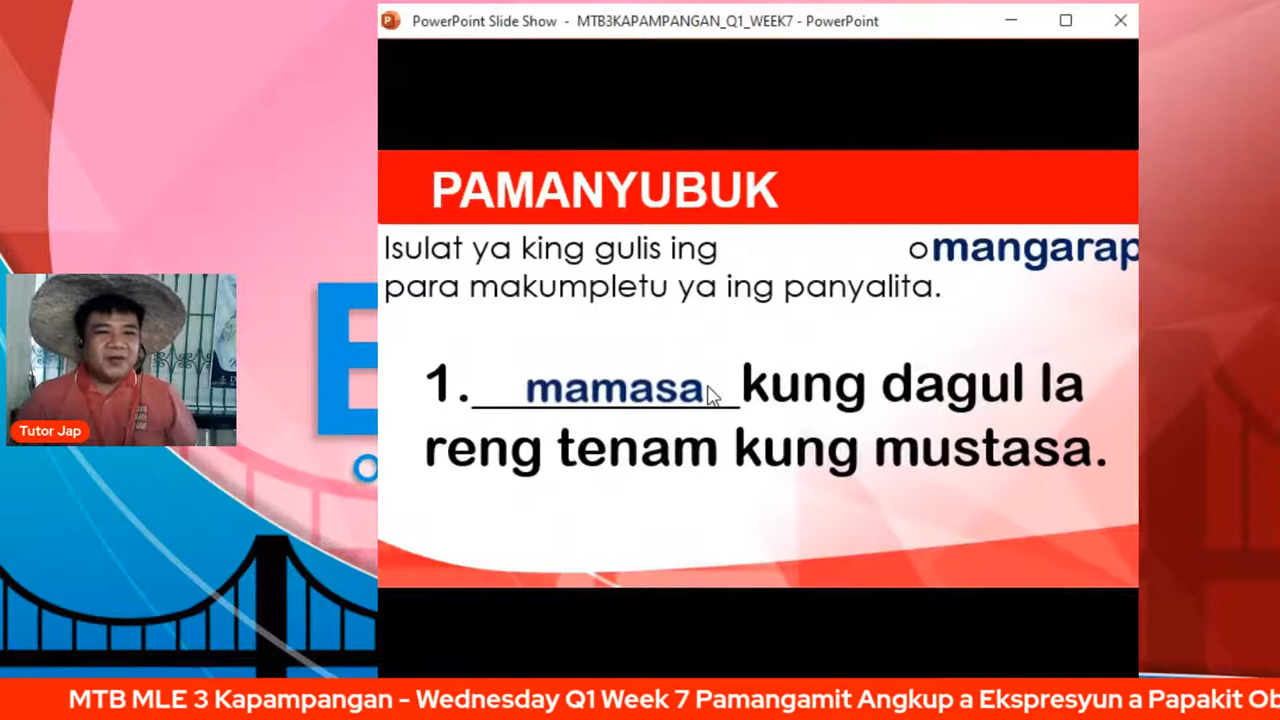 PowerPoint Slide Show - MTB3KAPAMPANGAN_Q1_WEEK7 - PowerPoint
PAMANYUBUK
Isulat ya king gulis ing o mangarap
para makumpletu ya ing panyalita.
1. mamasa kung dagul la
reng tenam kung mustasa.
Tutor Jap
MTB MLE 3 Kapampangan - Wednesday Q1 Week 7 Pamangamit Angkup a Ekspresyun a Papakit Ob